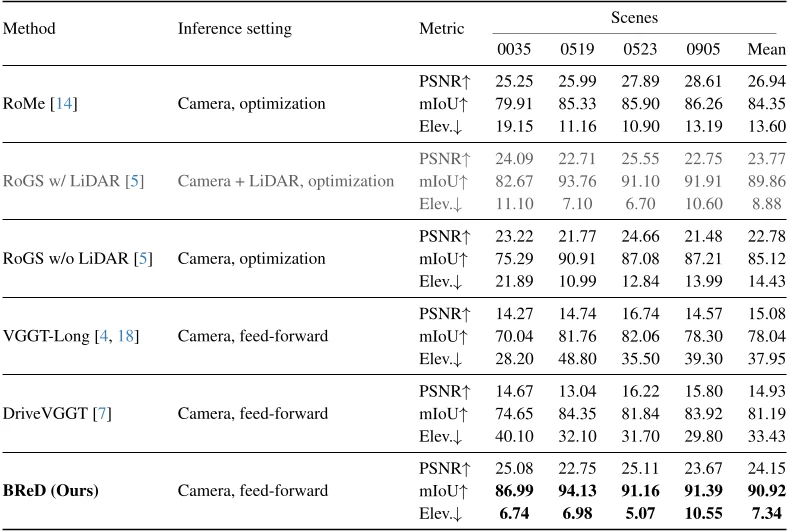 Method Inference setting Metric Scenes
0035 0519 0523 0905 Mean
PSNR↑ 25.25 25.99 27.89 28.61 26.94
RoMe [14] Camera, optimization mIoU↑ 79.91 85.33 85.90 86.26 84.35
Elev.↓ 19.15 11.16 10.90 13.19 13.60
PSNR↑ 24.09 22.71 25.55 22.75 23.77
RoGS w/ LiDAR [5] Camera + LiDAR, optimization mIoU↑ 82.67 93.76 91.10 91.91 89.86
Elev.↓ 11.10 7.10 6.70 10.60 8.88
PSNR↑ 23.22 21.77 24.66 21.48 22.78
RoGS w/o LiDAR [5] Camera, optimization mIoU↑ 75.29 90.91 87.08 87.21 85.12
Elev.↓ 21.89 10.99 12.84 13.99 14.43
PSNR↑ 14.27 14.74 16.74 14.57 15.08
VGGT-Long [4, 18] Camera, feed-forward mIoU↑ 70.04 81.76 82.06 78.30 78.04
Elev.↓ 28.20 48.80 35.50 39.30 37.95
PSNR↑ 14.67 13.04 16.22 15.80 14.93
DriveVGGT [7] Camera, feed-forward mIoU↑ 74.65 84.35 81.84 83.92 81.19
Elev.↓ 40.10 32.10 31.70 29.80 33.43
PSNR↑ 25.08 22.75 25.11 23.67 24.15
BReD (Ours) Camera, feed-forward mIoU↑ 86.99 94.13 91.16 91.39 90.92
Elev.↓ 6.74 6.98 5.07 10.55 7.34